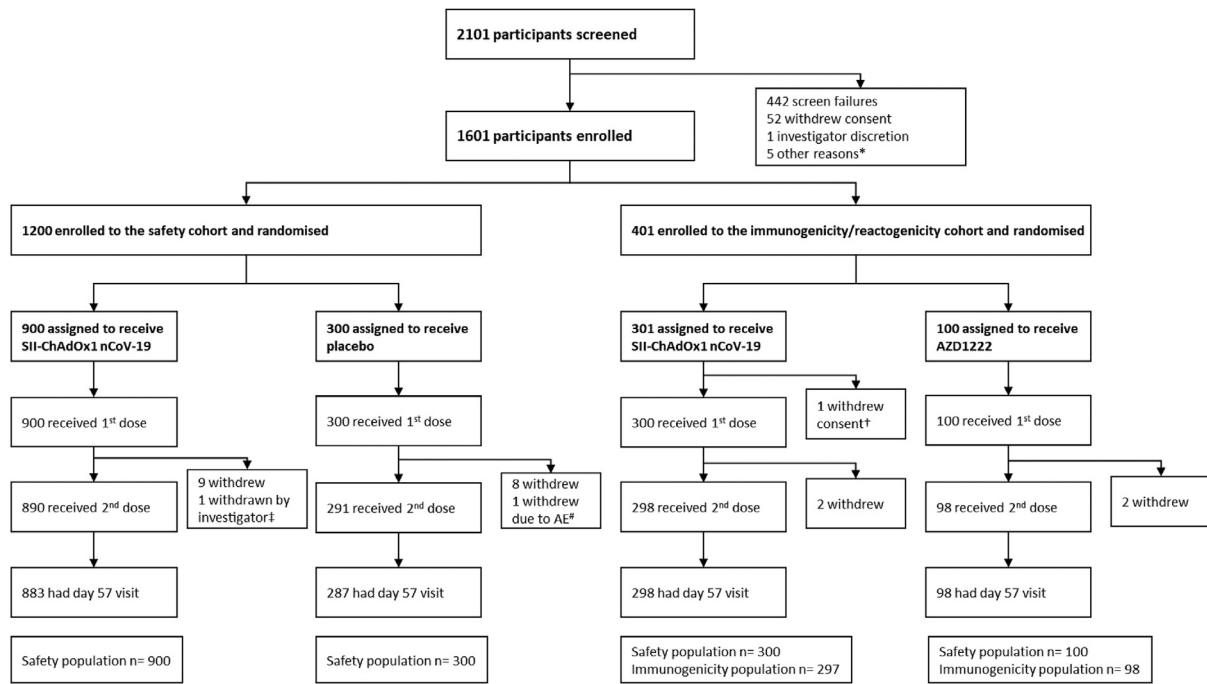 2101 participants screened
442 screen failures
52 withdrew consent
1 investigator discretion
5 other reasons*
1601 participants enrolled
1200 enrolled to the safety cohort and randomised
401 enrolled to the immunogenicity/reactogenicity cohort and randomised
900 assigned to receive
SII-ChAdOx1 nCoV-19
300 assigned to receive
placebo
301 assigned to receive
SII-ChAdOx1 nCoV-19
100 assigned to receive
AZD1222
900 received 1st dose
300 received 1st dose
300 received 1st dose
1 withdrew
consent†
100 received 1st dose
890 received 2nd dose
9 withdrew
1 withdrawn by
investigator‡
291 received 2nd dose
8 withdrew
1 withdrew
due to AE#
298 received 2nd dose
2 withdrew
98 received 2nd dose
2 withdrew
883 had day 57 visit
287 had day 57 visit
298 had day 57 visit
98 had day 57 visit
Safety population n= 900
Safety population n= 300
Safety population n= 300
Immunogenicity population n= 297
Safety population n= 100
Immunogenicity population n= 98